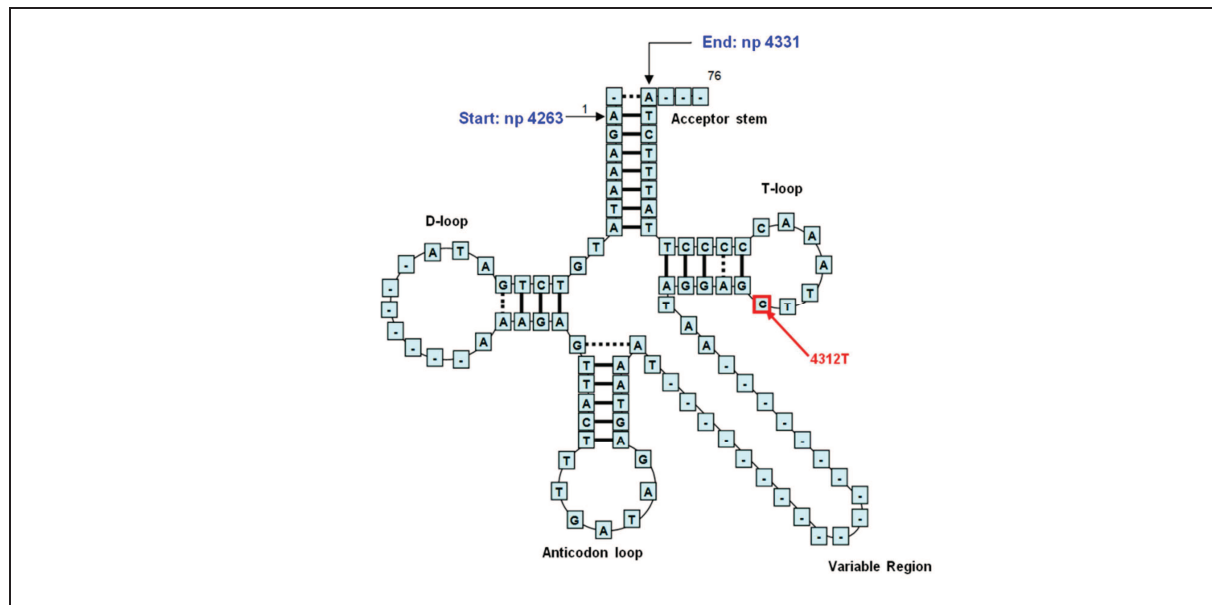 End: np 4331
76
- A - - -
Start: np 4263
1
A T
Acceptor stem
G C
A T
A T
A T
T A
A T
T-loop
D-loop
T C C C C C A A A T T C
A G G A G
4312T
- - A T A G T C T G T
- - - - - - - A A A G A
G A
T A
T A
A T
C G
T A
T T G A T A G
Anticodon loop
T - - - - - - - - - - - -
T A A - - - - - - - -
Variable Region